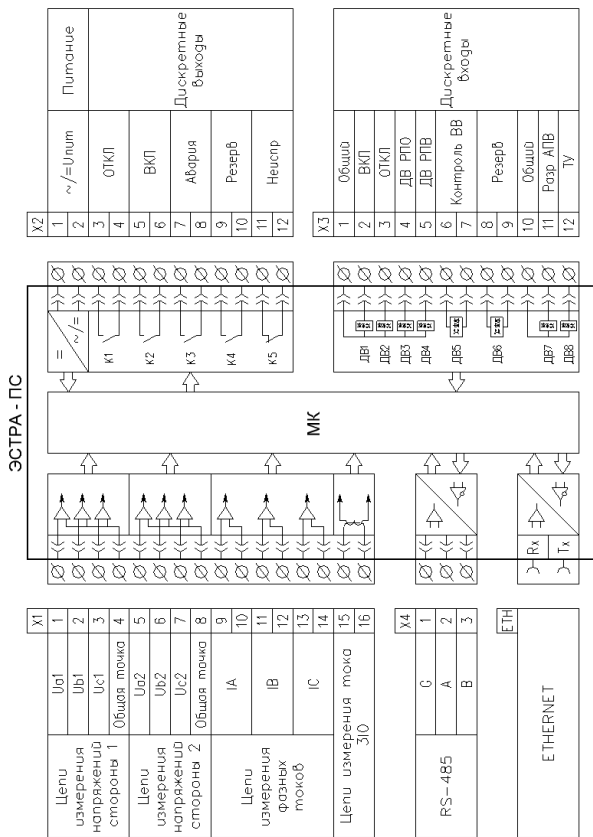 ЭСТРА - ПС
X1
Цепи
измерения
напряжений
стороны 1
Ua1 1
Ub1 2
Uc1 3
Общая точка 4
Цепи
измерения
напряжений
стороны 2
Ua2 5
Ub2 6
Uc2 7
Общая точка 8
Цепи
измерения
фазных
токов
IA 9
10
IB 11
12
IC 13
14
Цепи измерения тока
3I0
15
16
X4
RS-485
G 1
A 2
B 3
ETH
ETHERNET
Rx
Tx
МК
=
~/=
К1
К2
К3
К4
К5
ДВ1
ДВ2
ДВ3
ДВ4
ДВ5
ДВ6
ДВ7
ДВ8
X2
1
2
~/=Uпит
Питание
3
4
ОТКЛ
5
6
ВКЛ
7
8
Авария
9
10
Резерв
11
12
Неиспр
Дискретные
выходы
X3
1 Общий
2 ВКЛ
3 ОТКЛ
4 ДВ РПО
5 ДВ РПВ
6
7
Контроль ВВ
8
9
Резерв
10 Общий
11 Разр АПВ
12 ТУ
Дискретные
входы